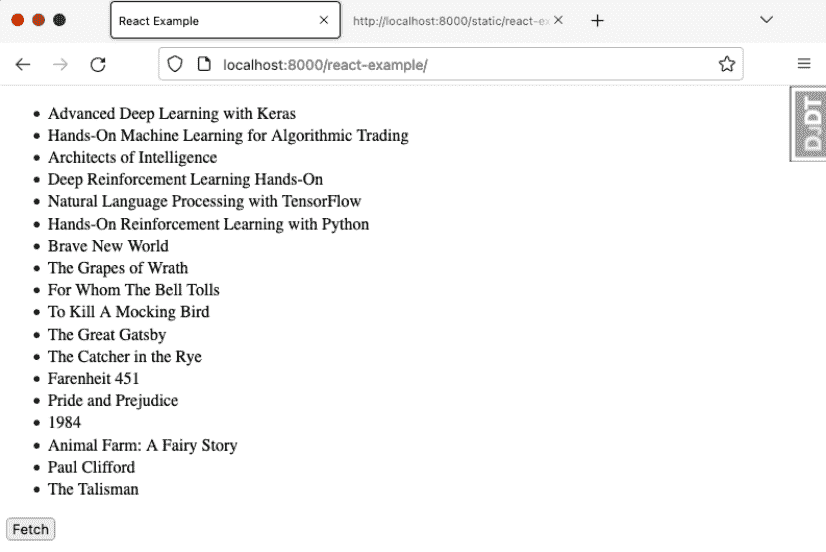 React Example
http://localhost:8000/static/react-ex
localhost:8000/react-example/
DJDT
Advanced Deep Learning with Keras
Hands-On Machine Learning for Algorithmic Trading
Architects of Intelligence
Deep Reinforcement Learning Hands-On
Natural Language Processing with TensorFlow
Hands-On Reinforcement Learning with Python
Brave New World
The Grapes of Wrath
For Whom The Bell Tolls
To Kill A Mocking Bird
The Great Gatsby
The Catcher in the Rye
Farenheit 451
Pride and Prejudice
1984
Animal Farm: A Fairy Story
Paul Clifford
The Talisman
Fetch